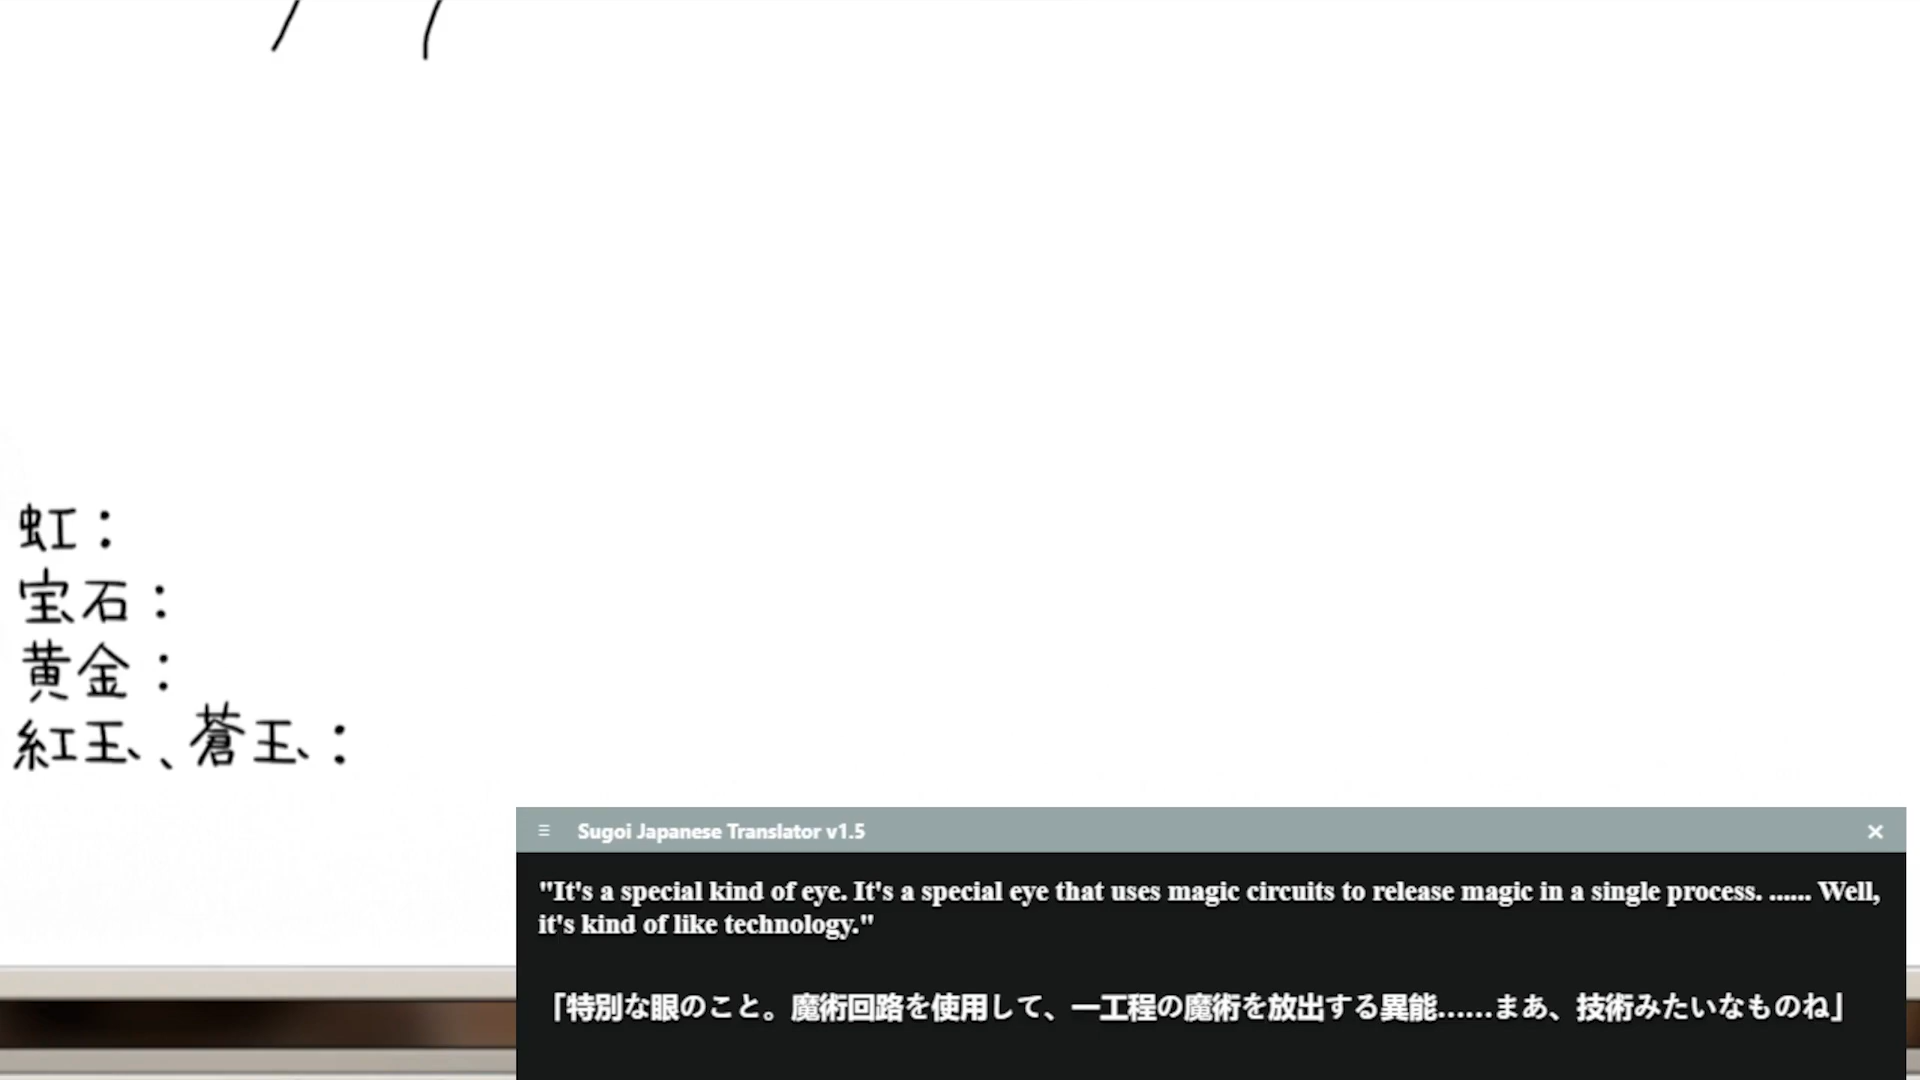 虹：
宝石：
黄金：
紅玉、蒼玉：
Sugoi Japanese Translator v1.5
"It's a special kind of eye. It's a special eye that uses magic circuits to release magic in a single process. ...... Well,
it's kind of like technology."
「特別な眼のこと。魔術回路を使用して、一工程の魔術を放出する異能……まあ、技術みたいなものね」